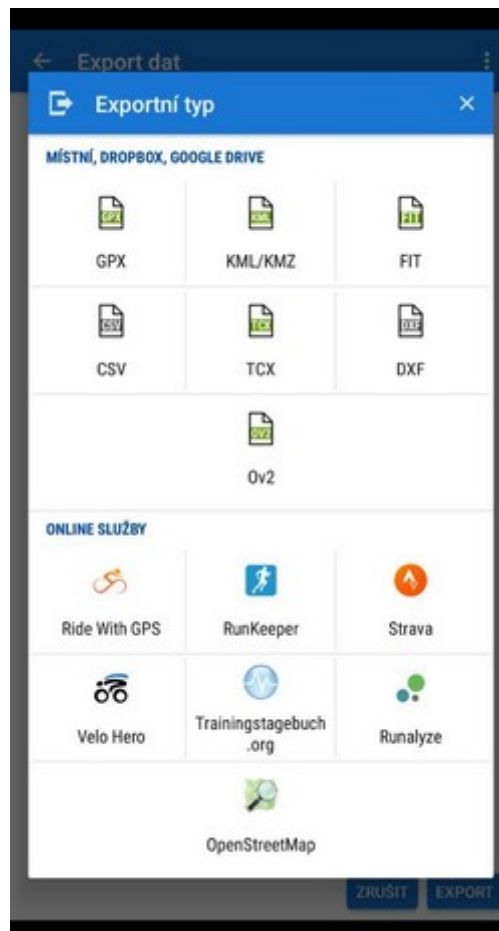 Export dat
Exportní typ
MÍSTNÍ, DROPBOX, GOOGLE DRIVE
GPX KML/KMZ FIT
GPX KML/KMZ FIT
CSV TCX DXF
CSV TCX DXF
OV2
Ov2
ONLINE SLUŽBY
Ride With GPS RunKeeper Strava
Velo Hero Trainingstagebuch Runalyze
.org
OpenStreetMap
ZRUŠIT EXPORT